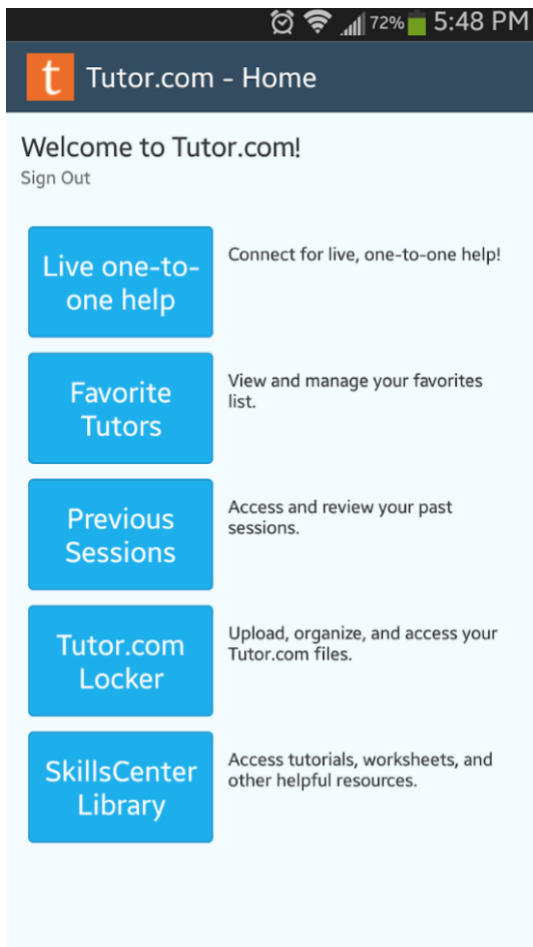 72% 5:48 PM
t Tutor.com - Home
Welcome to Tutor.com!
Sign Out
Live one-to-
one help
Connect for live, one-to-one help!
Favorite
Tutors
View and manage your favorites
list.
Previous
Sessions
Access and review your past
sessions.
Tutor.com
Locker
Upload, organize, and access your
Tutor.com files.
SkillsCenter
Library
Access tutorials, worksheets, and
other helpful resources.